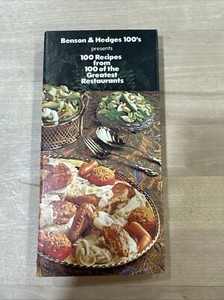 Benson & Hedges 100's
presents
100 Recipes
from
100 of the
Greatest
Restaurants